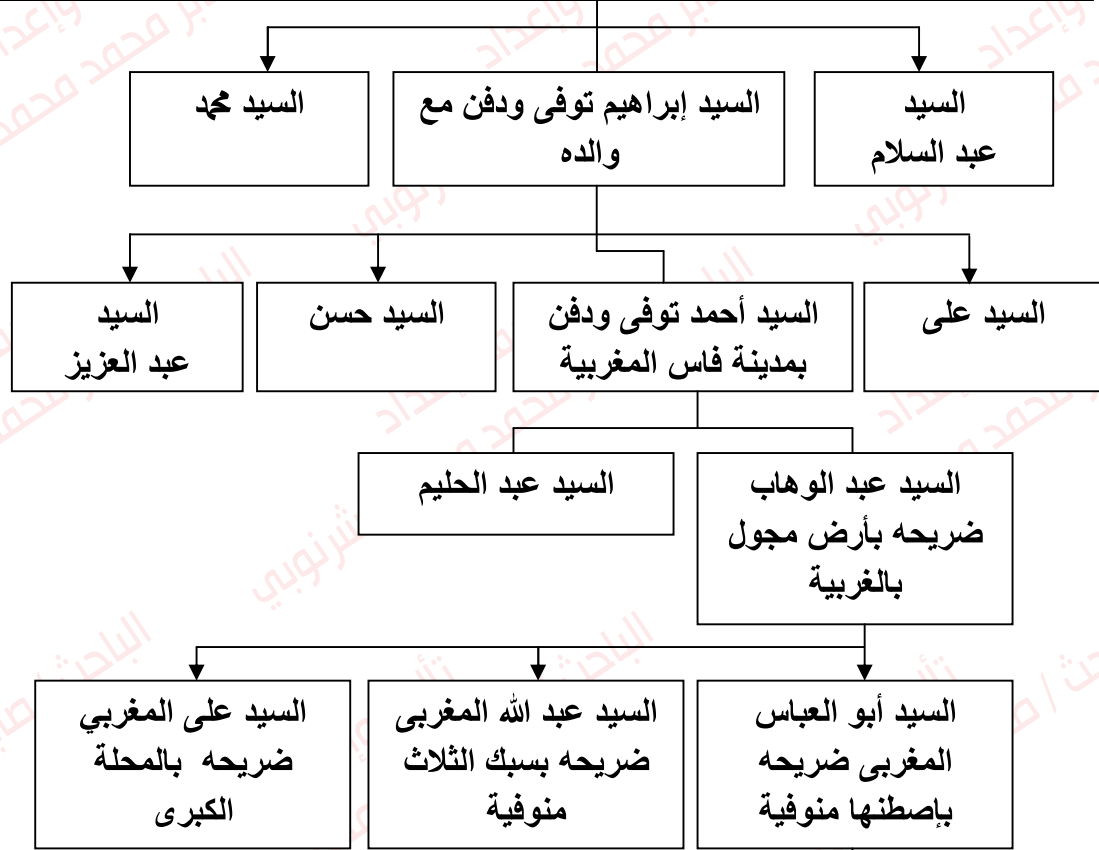 السيد
عبد السلام
السيد إبراهيم توفى ودفن مع
والده
السيد محمد
السيد على
السيد أحمد توفى ودفن
بمدينة فاس المغربية
السيد حسن
السيد
عبد العزيز
السيد عبد الوهاب
ضريحه بأرض مجول
بالغربية
السيد عبد الحليم
السيد أبو العباس
المغربى ضريحه
بإصطنها منوفية
السيد عبد الله المغربى
ضريحه بسبك الثلاث
منوفية
السيد على المغربي
ضريحه بالمحلة
الكبرى